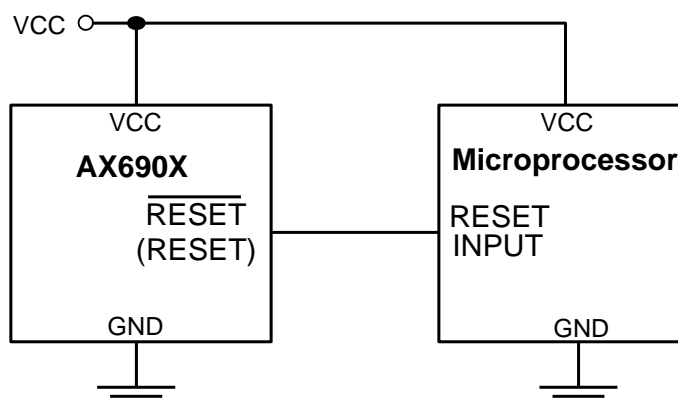 VCC
VCC
AX690X
RESET
(RESET)
GND
VCC
Microprocessor
RESET
INPUT
GND